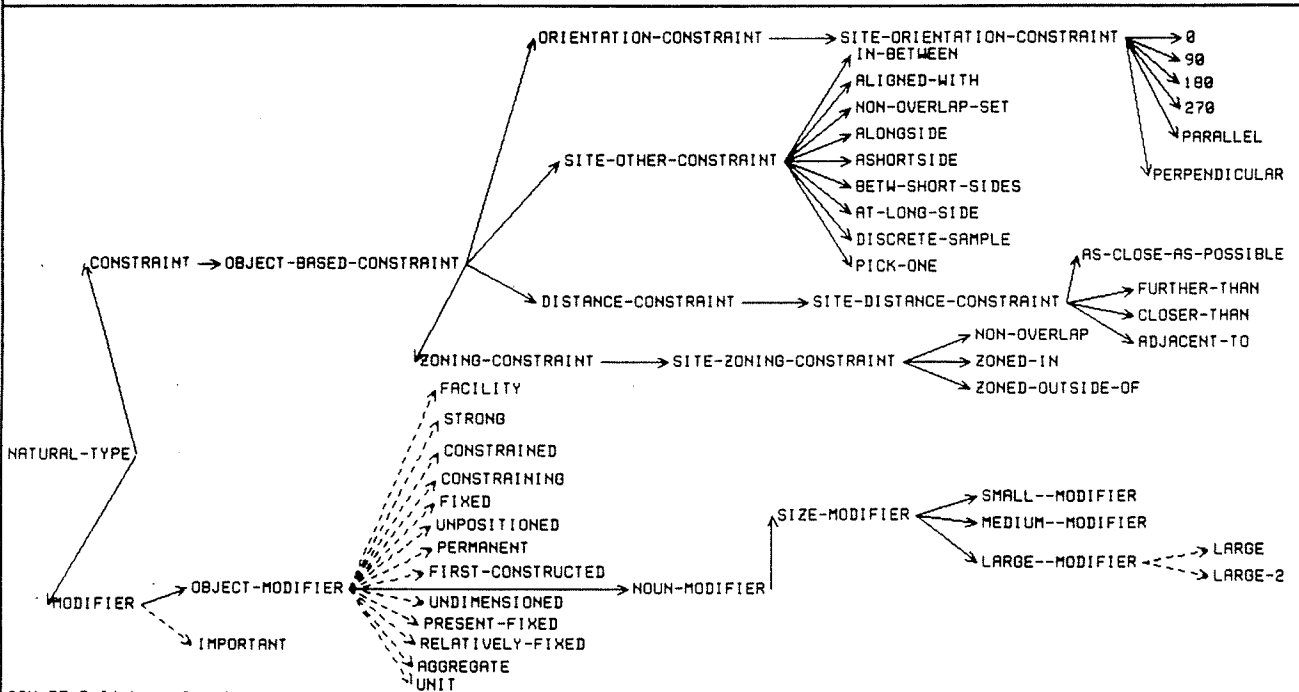 ORIENTATION-CONSTRAINT SITE-ORIENTATION-CONSTRAINT 0
IN-BETWEEN
90
ALIGNED-WITH
180
NON-OVERLAP-SET
270
ALONGSIDE
PARALLEL
SITE-OTHER-CONSTRAINT
ASHORTSIDE
PERPENDICULAR
BETW-SHORT-SIDES
AT-LONG-SIDE
DISCRETE-SAMPLE
CONSTRAINT OBJECT-BASED-CONSTRAINT
PICK-ONE
AS-CLOSE-AS-POSSIBLE
FURTHER-THAN
DISTANCE-CONSTRAINT SITE-DISTANCE-CONSTRAINT
CLOSER-THAN
NON-OVERLAP
ADJACENT-TO
ZONING-CONSTRAINT SITE-ZONING-CONSTRAINT ZONED-IN
ZONED-OUTSIDE-OF
FACILITY
STRONG
NATURAL-TYPE
CONSTRAINED
CONSTRAINING
FIXED
SMALL--MODIFIER
UNPOSITIONED
SIZE-MODIFIER
MEDIUM--MODIFIER
PERMANENT
LARGE
LARGE--MODIFIER
FIRST-CONSTRUCTED
LARGE-2
OBJECT-MODIFIER NOUN-MODIFIER
MODIFIER
UNDIMENSIONED
PRESENT-FIXED
IMPORTANT
RELATIVELY-FIXED
AGGREGATE
UNIT